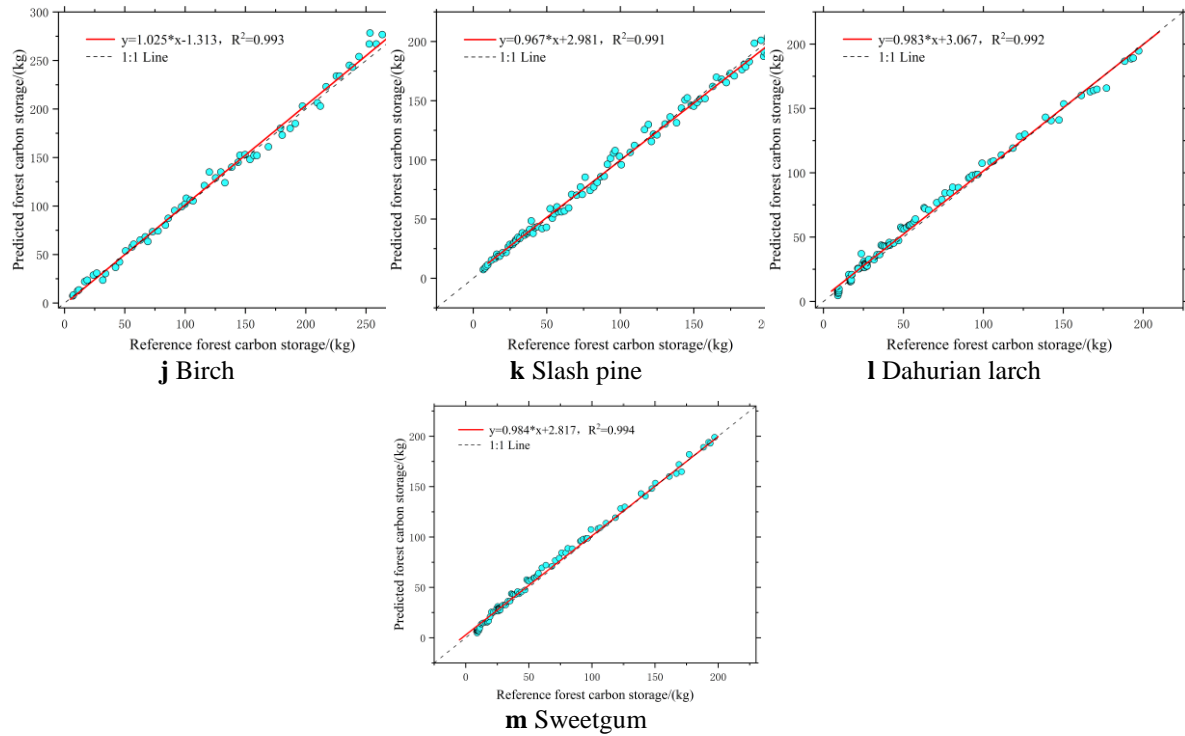 300
250
200
150
100
50
0
Predicted forest carbon storage/(kg)
y=1.025*x-1.313, R²=0.993
1:1 Line
0 50 100 150 200 250
Reference forest carbon storage/(kg)
j Birch
200
150
100
50
0
Predicted forest carbon storage/(kg)
y=0.967*x+2.981, R²=0.991
1:1 Line
0 50 100 150 200
Reference forest carbon storage/(kg)
k Slash pine
200
150
100
50
0
Predicted forest carbon storage/(kg)
y=0.983*x+3.067, R²=0.992
1:1 Line
0 50 100 150 200
Reference forest carbon storage/(kg)
l Dahurian larch
200
150
100
50
0
Predicted forest carbon storage/(kg)
y=0.984*x+2.817, R²=0.994
1:1 Line
0 50 100 150 200
Reference forest carbon storage/(kg)
m Sweetgum